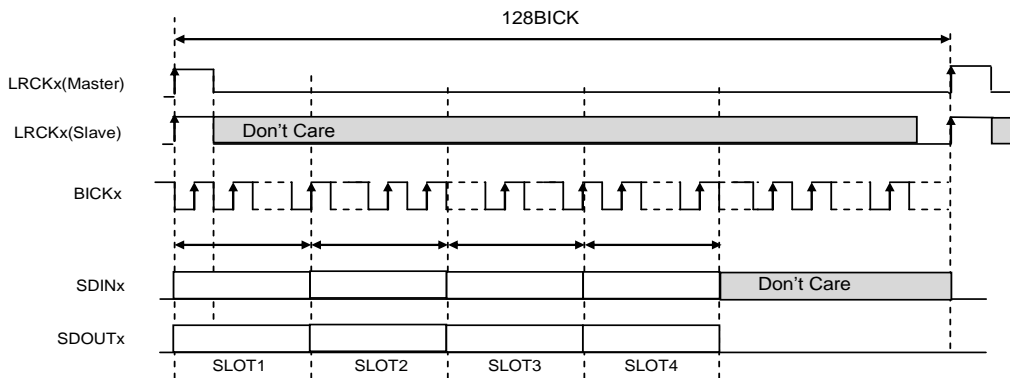 128BICK
LRCKx(Master)
LRCKx(Slave)
Don't Care
BICKx
SDINx
Don't Care
SDOUTx
SLOT1
SLOT2
SLOT3
SLOT4